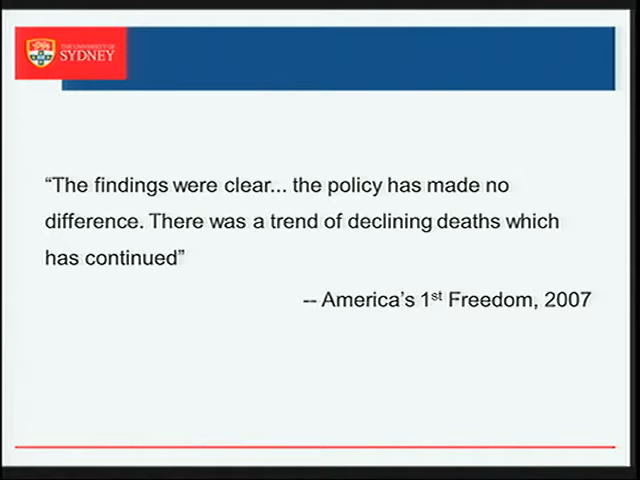 THE UNIVERSITY OF
SYDNEY
“The findings were clear... the policy has made no
difference. There was a trend of declining deaths which
has continued”
-- America’s 1st Freedom, 2007